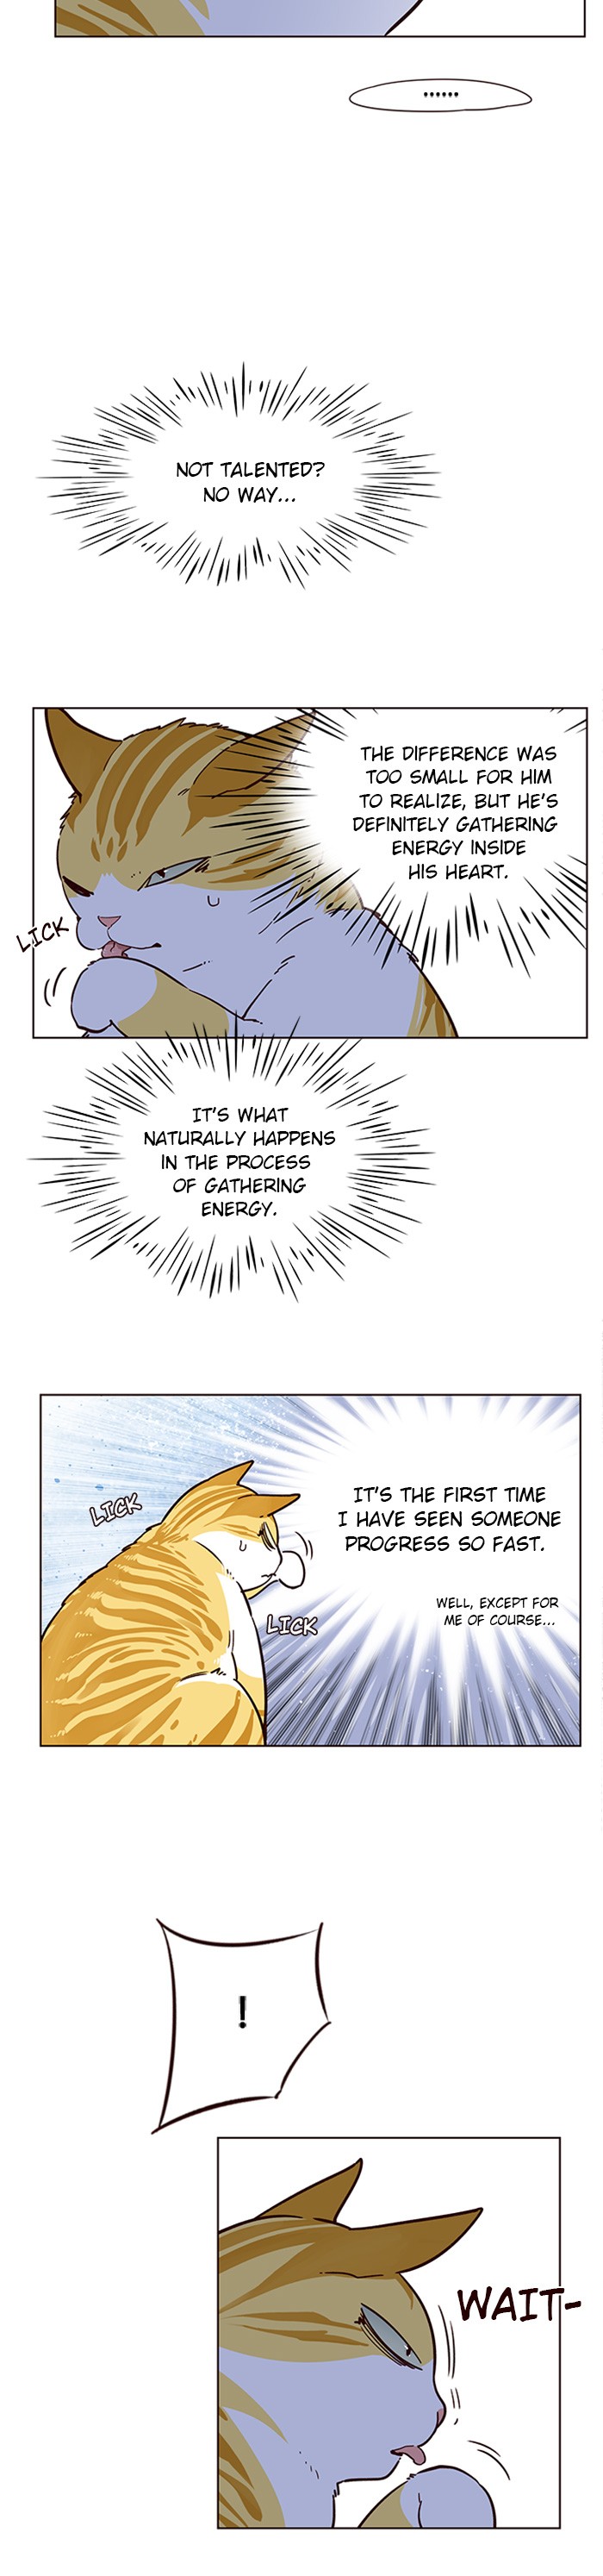 ......
NOT TALENTED?
NO WAY...
THE DIFFERENCE WAS
TOO SMALL FOR HIM
TO REALIZE, BUT HE'S
DEFINITELY GATHERING
ENERGY INSIDE
HIS HEART.
LICK
IT'S WHAT
NATURALLY HAPPENS
IN THE PROCESS
OF GATHERING
ENERGY.
LICK
IT'S THE FIRST TIME
I HAVE SEEN SOMEONE
PROGRESS SO FAST.
WELL, EXCEPT FOR
ME OF COURSE...
LICK
!
WAIT-